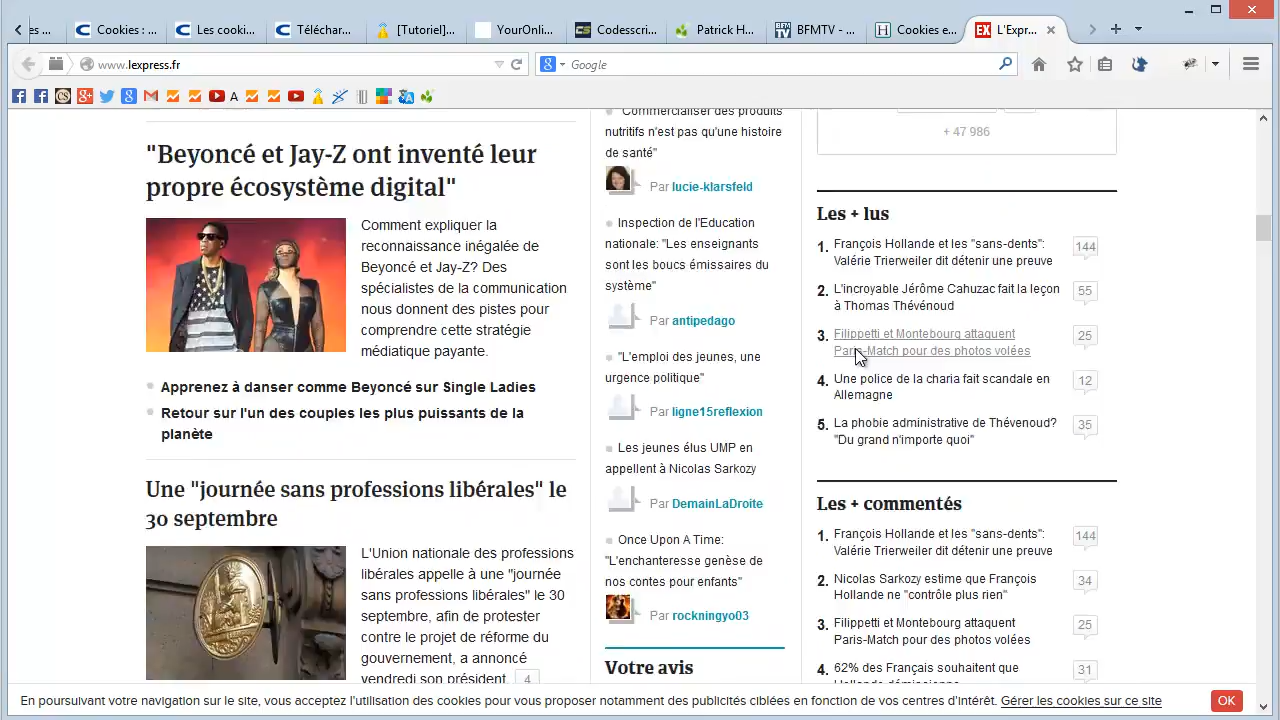 es ...
Cookies : ...
Les cooki...
Téléchar...
[Tutoriel]...
YourOnli...
Codesscri...
Patrick H...
BFMTV - ...
Cookies e...
L'Expr...
www.lexpress.fr
Google
"Beyoncé et Jay-Z ont inventé leur
propre écosystème digital"
Comment expliquer la
reconnaissance inégalée de
Beyoncé et Jay-Z? Des
spécialistes de la communication
nous donnent des pistes pour
comprendre cette stratégie
médiatique payante.
Apprenez à danser comme Beyoncé sur Single Ladies
Retour sur l'un des couples les plus puissants de la
planète
Une "journée sans professions libérales" le
30 septembre
L'Union nationale des professions
libérales appelle à une "journée
sans professions libérales" le 30
septembre, afin de protester
contre le projet de réforme du
gouvernement, a annoncé
vendredi son président. 4
"Commercialiser des produits
nutritifs n'est pas qu'une histoire
de santé"
Par lucie-klarsfeld
Inspection de l'Education
nationale: "Les enseignants
sont les boucs émissaires du
système"
Par antipedago
"L'emploi des jeunes, une
urgence politique"
Par ligne15reflexion
Les jeunes élus UMP en
appellent à Nicolas Sarkozy
Par DemainLaDroite
Once Upon A Time:
"L'enchanteresse genèse de
nos contes pour enfants"
Par rockningyo03
Votre avis
+ 47 986
Les + lus
1. François Hollande et les "sans-dents":
Valérie Trierweiler dit détenir une preuve
144
2. L'incroyable Jérôme Cahuzac fait la leçon
à Thomas Thévénoud
55
3. Filippetti et Montebourg attaquent
Paris-Match pour des photos volées
25
4. Une police de la charia fait scandale en
Allemagne
12
5. La phobie administrative de Thévenoud?
"Du grand n'importe quoi"
35
Les + commentés
1. François Hollande et les "sans-dents":
Valérie Trierweiler dit détenir une preuve
144
2. Nicolas Sarkozy estime que François
Hollande ne "contrôle plus rien"
34
3. Filippetti et Montebourg attaquent
Paris-Match pour des photos volées
25
4. 62% des Français souhaitent que
Hollande démissionne
31
En poursuivant votre navigation sur le site, vous acceptez l'utilisation des cookies pour vous proposer notamment des publicités ciblées en fonction de vos centres d'intérêt. Gérer les cookies sur ce site
OK